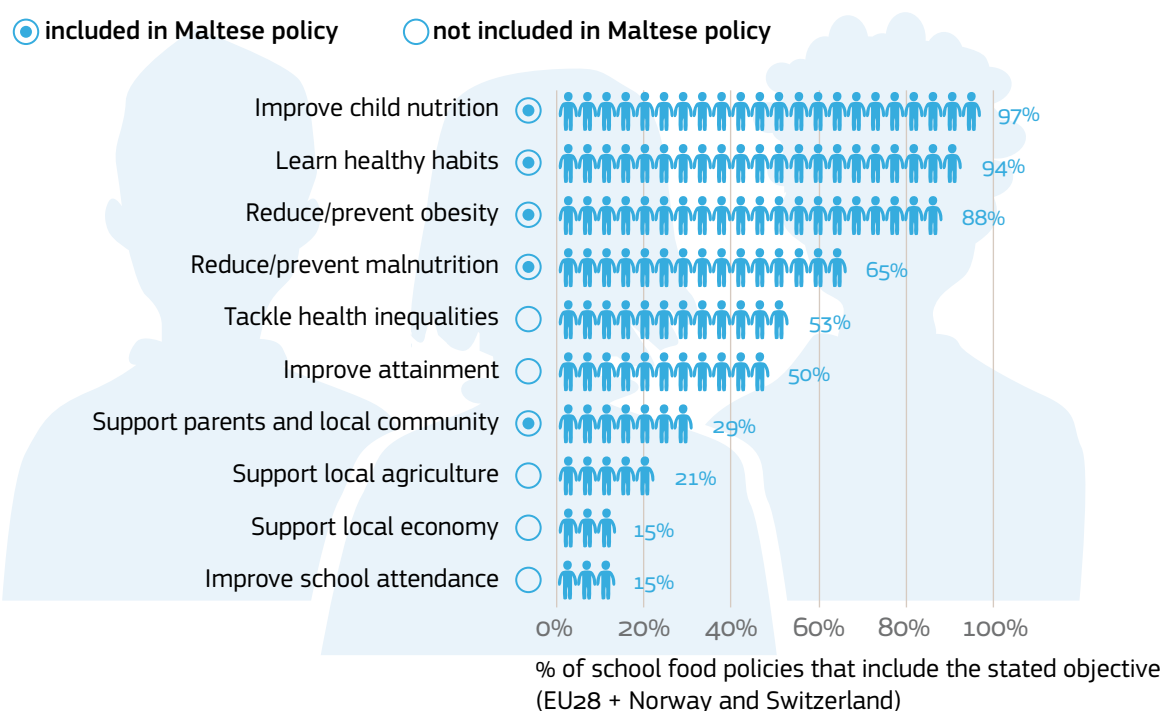 included in Maltese policy not included in Maltese policy
Improve child nutrition 97%
Learn healthy habits 94%
Reduce/prevent obesity 88%
Reduce/prevent malnutrition 65%
Tackle health inequalities 53%
Improve attainment 50%
Support parents and local community 29%
Support local agriculture 21%
Support local economy 15%
Improve school attendance 15%
0% 20% 40% 60% 80% 100%
% of school food policies that include the stated objective
(EU28 + Norway and Switzerland)